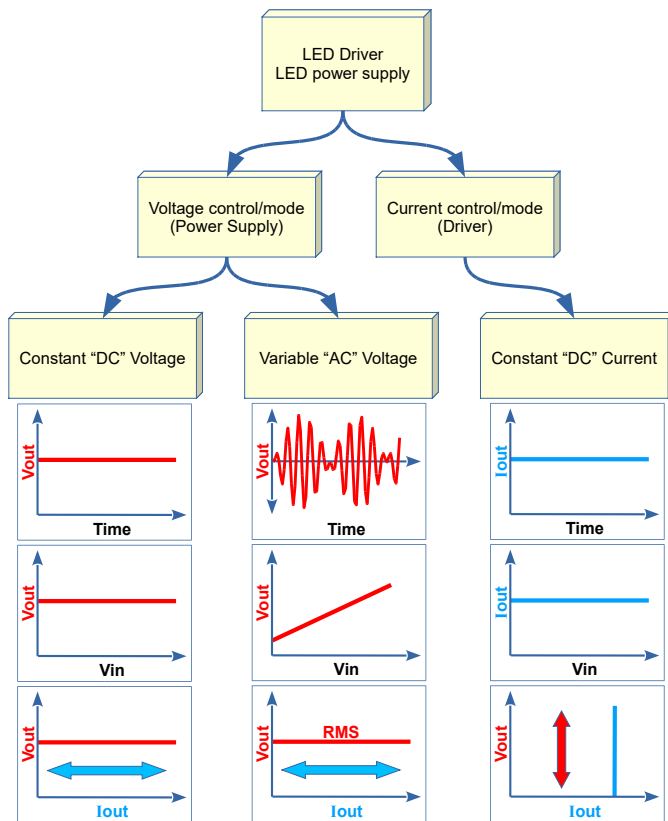 LED Driver
LED power supply
Voltage control/mode
(Power Supply)
Current control/mode
(Driver)
Constant “DC” Voltage
Variable “AC” Voltage
Constant “DC” Current
Vout
Time
Vout
Time
Iout
Time
Vout
Vin
Vout
Vin
Iout
Vin
Vout
Iout
Vout
RMS
Iout
Vout
Iout